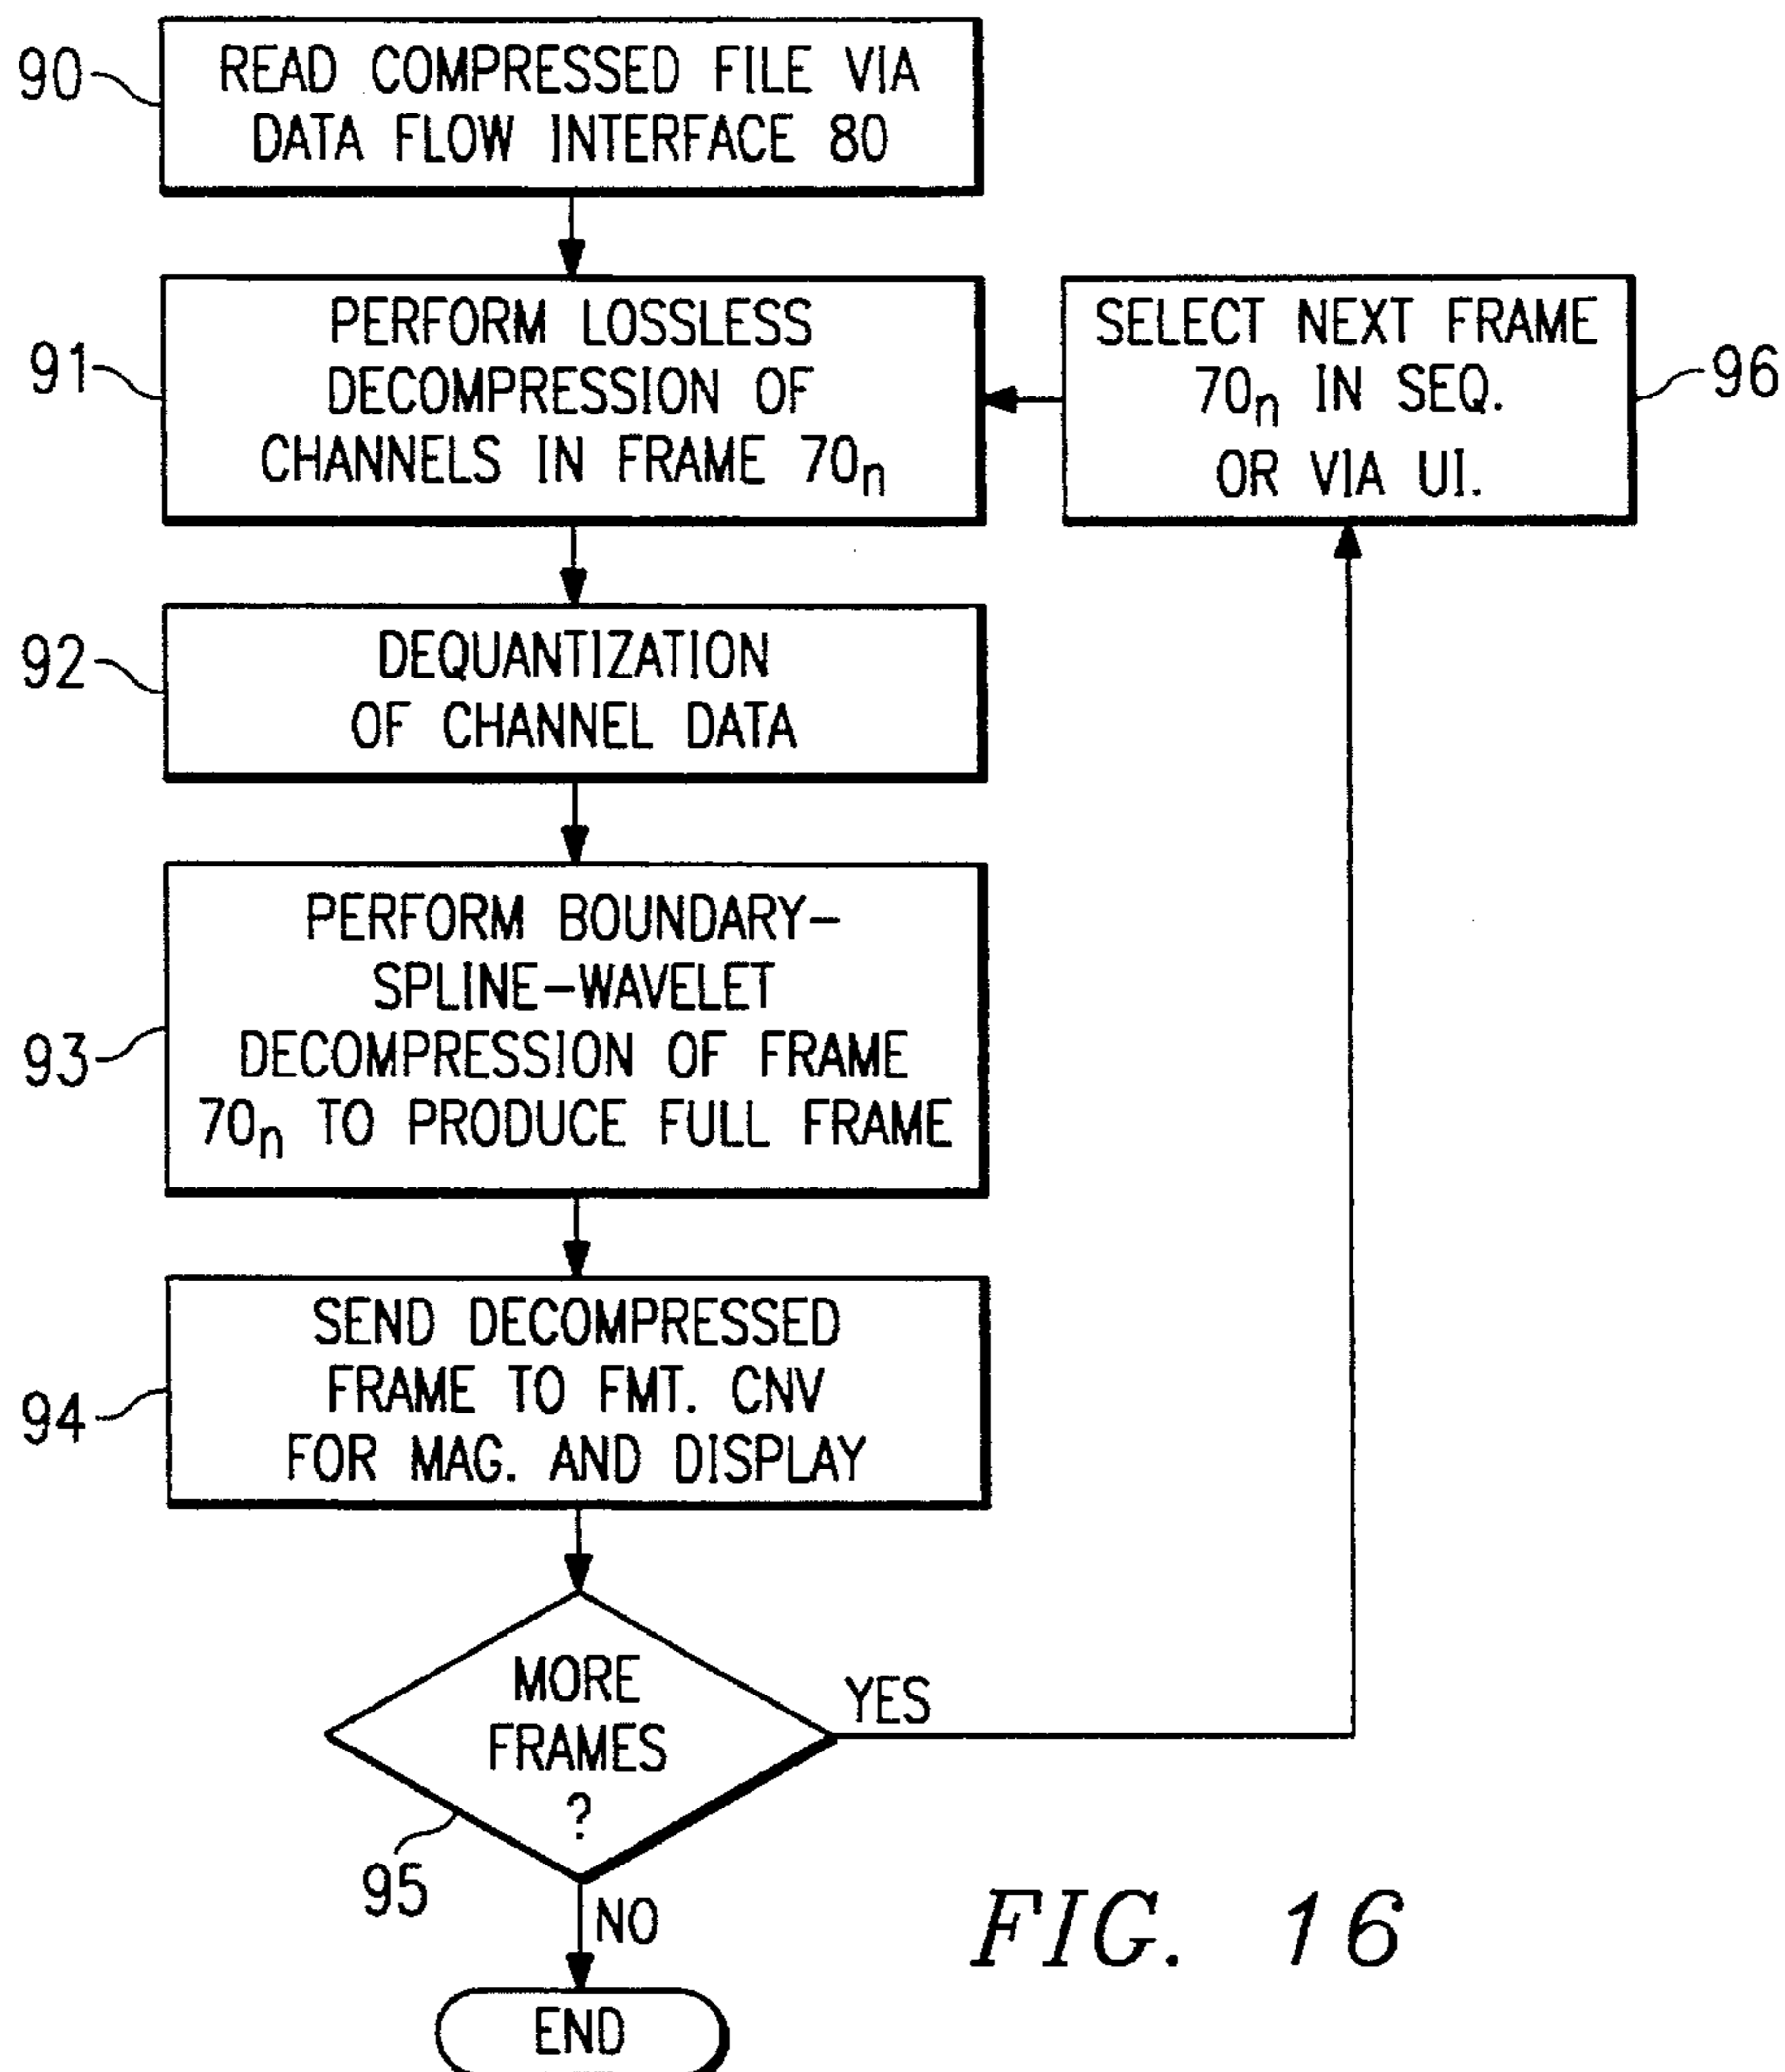 90
READ COMPRESSED FILE VIA
DATA FLOW INTERFACE 80
91
PERFORM LOSSLESS
DECOMPRESSION OF
CHANNELS IN FRAME 70n
SELECT NEXT FRAME
70n IN SEQ.
OR VIA UI.
96
92
DEQUANTIZATION
OF CHANNEL DATA
93
PERFORM BOUNDARY-
SPLINE-WAVELET
DECOMPRESSION OF FRAME
70n TO PRODUCE FULL FRAME
94
SEND DECOMPRESSED
FRAME TO FMT. CNV
FOR MAG. AND DISPLAY
MORE
FRAMES
?
YES
95
NO
END
FIG. 16